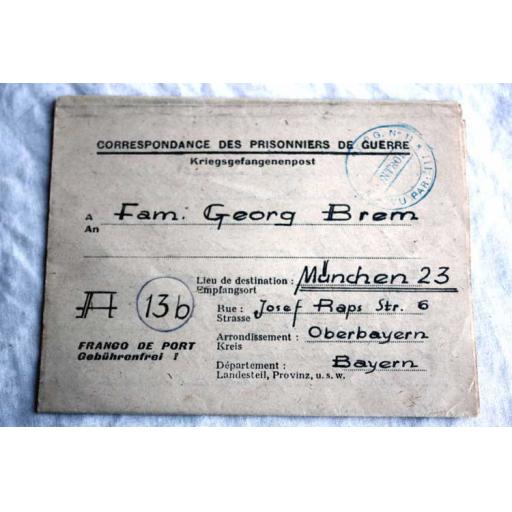 CORRESPONDANCE DES PRISONNIERS DE GUERRE
Kriegsgefangenenpost
A Fam. Georg Brem
An
Lieu de destination : München 23
Empfangsort
13b
Rue : Josef Raps Str. 6
Strasse
Arrondissement : Oberbayern
Kreis
FRANCO DE PORT
Gebührenfrei !
Département : Bayern
Landesteil, Provinz, u. s. w.